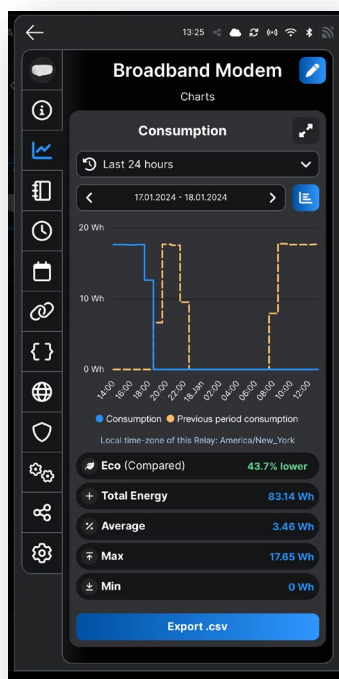 13:25
Broadband Modem
Charts
Consumption
Last 24 hours
17.01.2024 - 18.01.2024
20 Wh
10 Wh
0 Wh
14:00 16:00 18:00 20:00 22:00 18.Jan 02:00 04:00 06:00 08:00 10:00 12:00
Consumption Previous period consumption
Local time-zone of this Relay: America/New_York
Eco (Compared) 43.7% lower
Total Energy 83.14 Wh
Average 3.46 Wh
Max 17.65 Wh
Min 0 Wh
Export .csv